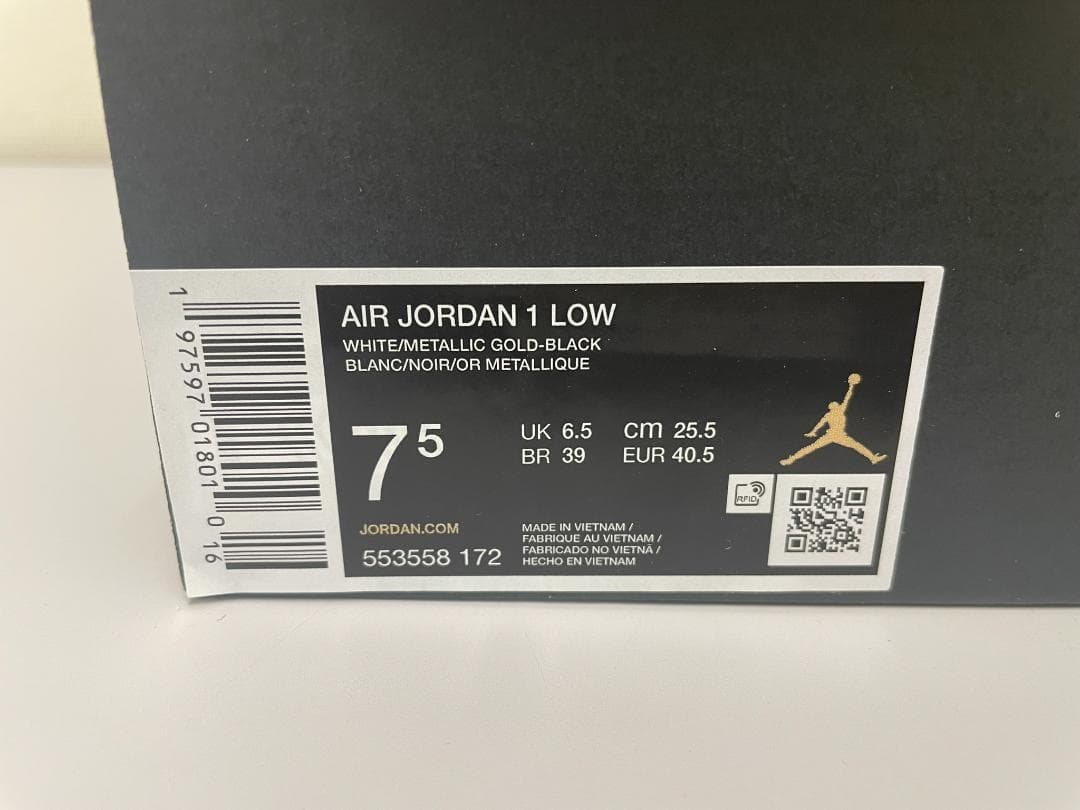 AIR JORDAN 1 LOW
WHITE/METALLIC GOLD-BLACK
BLANC/NOIR/OR METALLIQUE
7 5
UK 6.5 cm 25.5
BR 39 EUR 40.5
RFID
JORDAN.COM
553558 172
MADE IN VIETNAM /
FABRIQUE AU VIETNAM /
FABRICADO NO VIETNÃ /
HECHO EN VIETNAM
1 97597 01801 0 16